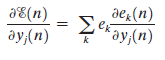 ∂ℰ(n)/∂y_j(n) = ∑_k e_k ∂e_k(n)/∂y_j(n)